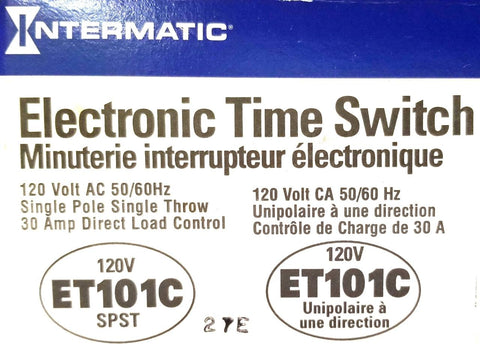 INTERMATIC®
Electronic Time Switch
Minuterie interrupteur électronique
120 Volt AC 50/60Hz
Single Pole Single Throw
30 Amp Direct Load Control
120 Volt CA 50/60 Hz
Unipolaire à une direction
Contrôle de Charge de 30 A
120V
ET101C
SPST
27E
120V
ET101C
Unipolaire à
une direction